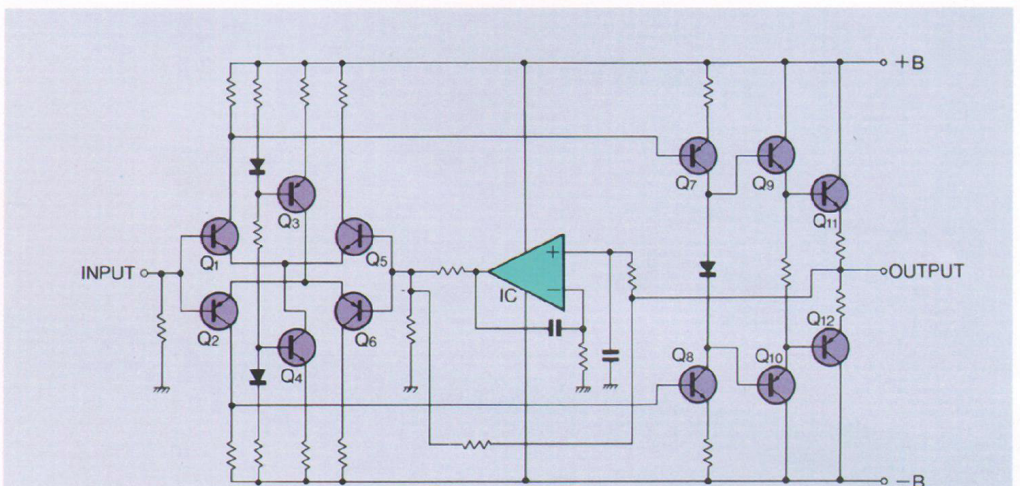 +B
Q7
Q9
Q3
Q11
Q1
Q5
INPUT
+
IC
−
OUTPUT
Q2
Q6
Q4
Q8
Q10
Q12
−B